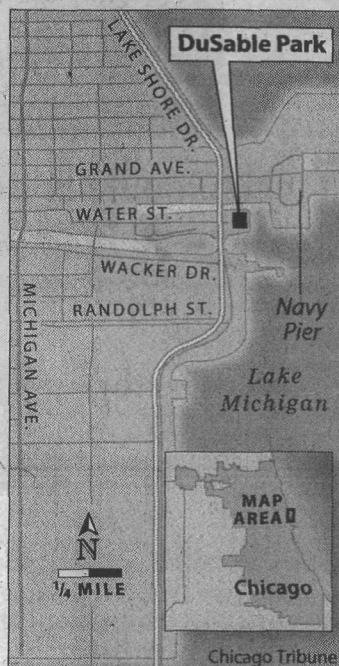 DuSable Park
LAKE SHORE DR.
GRAND AVE.
WATER ST.
WACKER DR.
RANDOLPH ST.
MICHIGAN AVE.
Navy
Pier
Lake
Michigan
MAP
AREA
Chicago
N
1/4 MILE
Chicago Tribune